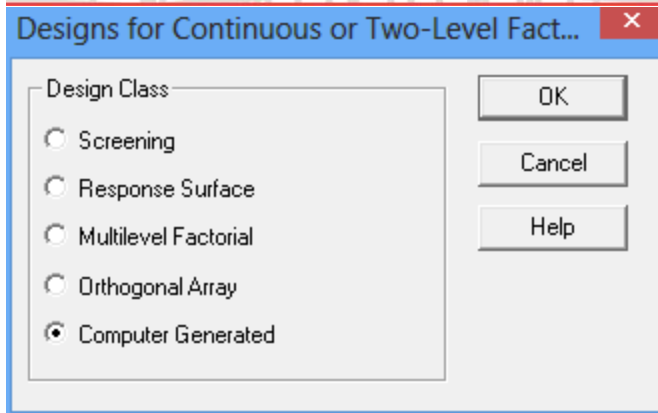 Designs for Continuous or Two-Level Fact...
Design Class
Screening
Response Surface
Multilevel Factorial
Orthogonal Array
Computer Generated
OK
Cancel
Help